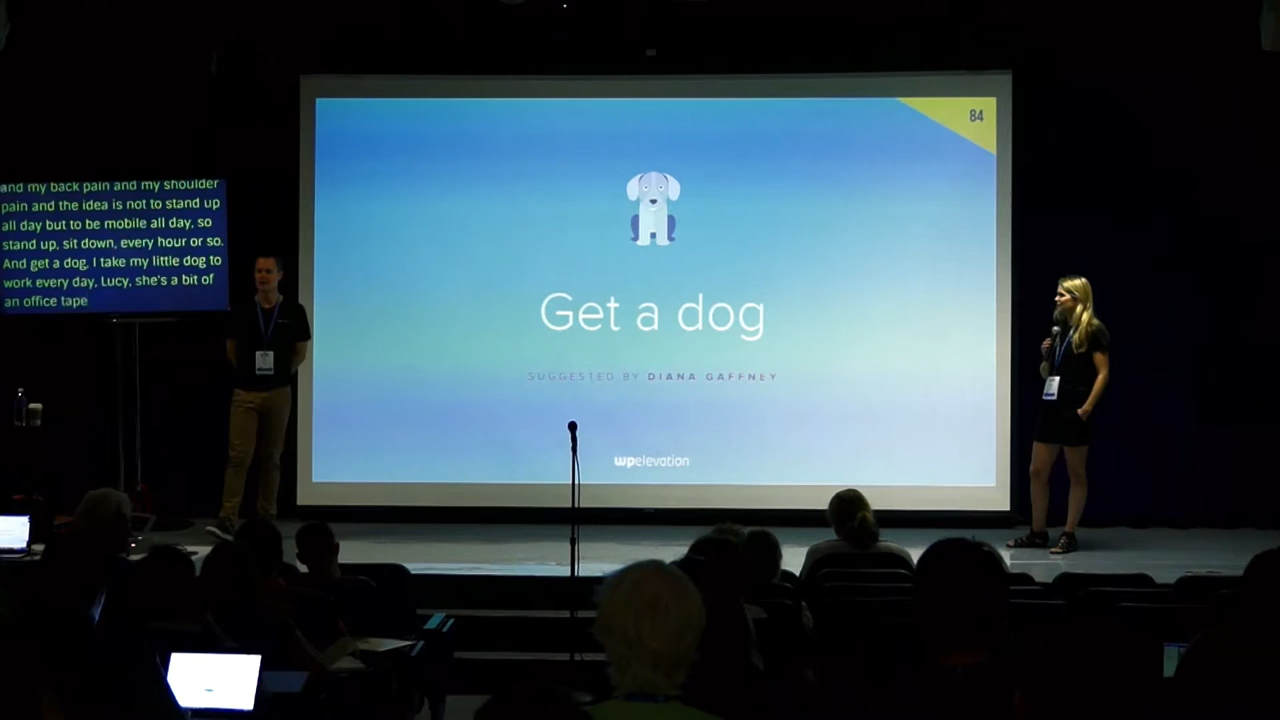 and my back pain and my shoulder
pain and the idea is not to stand up
all day but to be mobile all day, so
stand up, sit down, every hour or so.
And get a dog, I take my little dog to
work every day, Lucy, she's a bit of
an office tape
84
Get a dog
SUGGESTED BY DIANA GAFFNEY
wpelevation